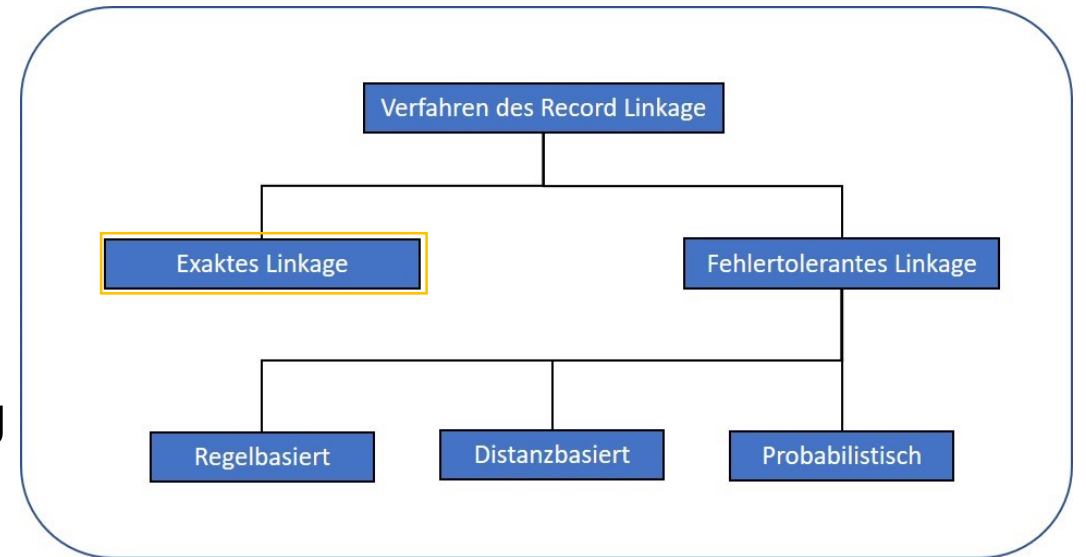 Verfahren des Record Linkage
Exaktes Linkage
Fehlertolerantes Linkage
Regelbasiert
Distanzbasiert
Probabilistisch